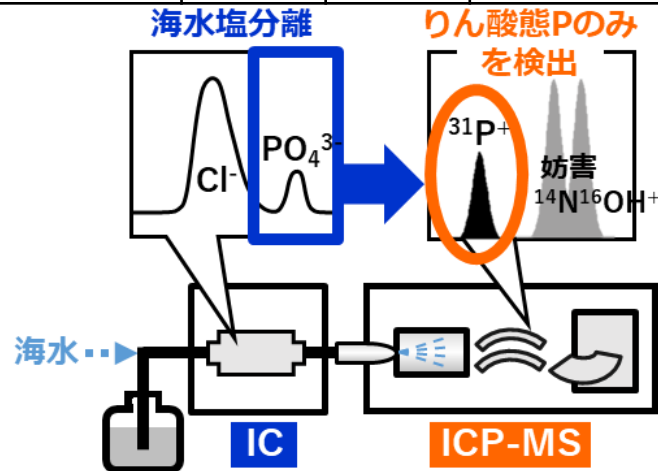 海水塩分離
りん酸態Pのみ
を検出
Cl-
PO₄³-
³¹P⁺
妨害
¹⁴N¹⁶OH⁺
海水
IC
ICP-MS